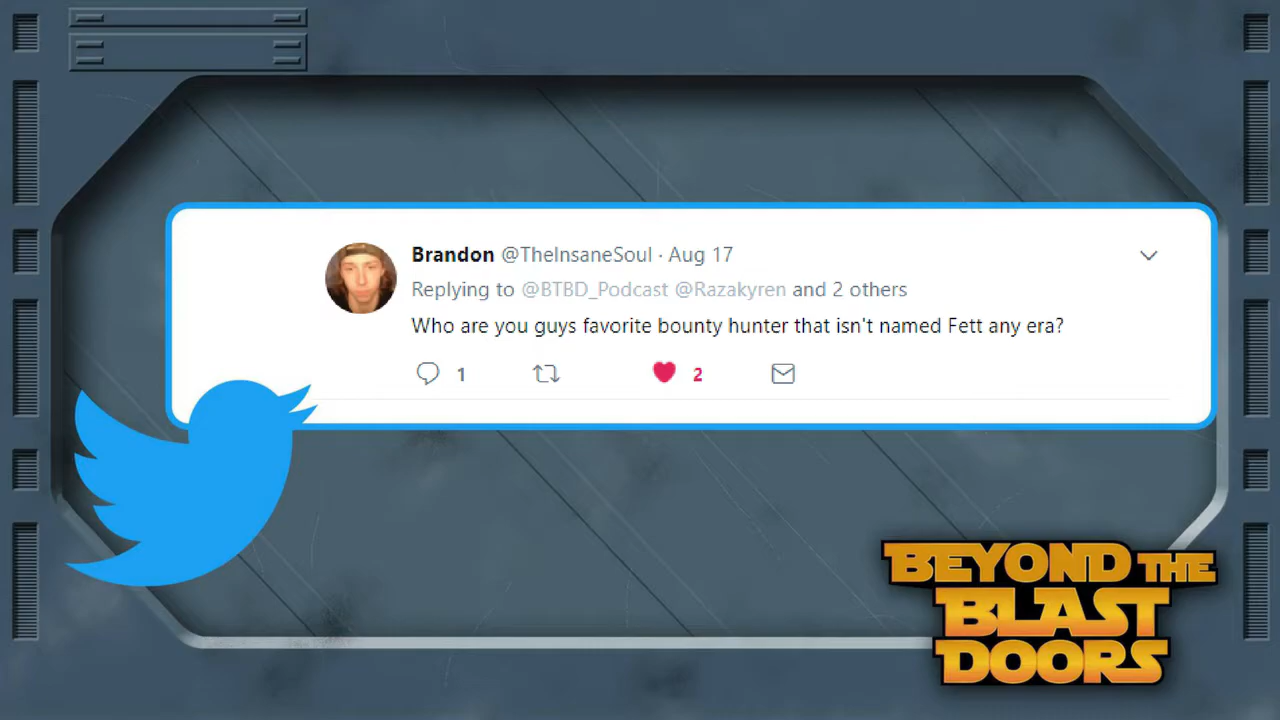 Brandon @TheInsaneSoul · Aug 17
Replying to @BTBD_Podcast @Razakyren and 2 others
Who are you guys favorite bounty hunter that isn't named Fett any era?
1 2
BEYOND THE
BLAST
DOORS